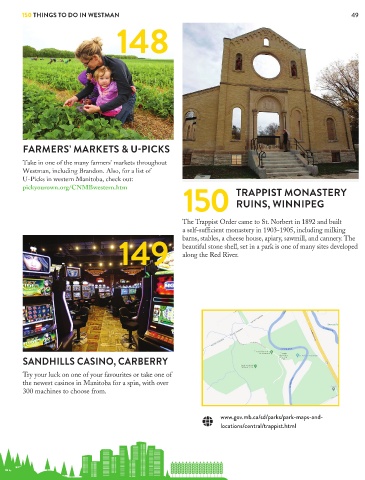 150 THINGS TO DO IN WESTMAN
49
148
FARMERS' MARKETS & U-PICKS
Take in one of the many farmers' markets throughout
Westman, including Brandon. Also, for a list of
U-Picks in western Manitoba, check out:
pickyourown.org/CNMBwestern.htm
149
SANDHILLS CASINO, CARBERRY
Try your luck on one of your favourites or take one of
the newest casinos in Manitoba for a spin, with over
300 machines to choose from.
150
TRAPPIST MONASTERY
RUINS, WINNIPEG
The Trappist Order came to St. Norbert in 1892 and built
a self-sufficient monastery in 1903-1905, including milking
barns, stables, a cheese house, apiary, sawmill, and cannery. The
beautiful stone shell, set in a park is one of many sites developed
along the Red River.
www.gov.mb.ca/sd/parks/park-maps-and-
locations/central/trappist.html